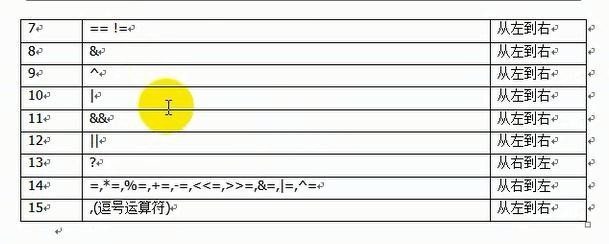 7 == != 从左到右
8 & 从左到右
9 ^ 从左到右
10 | 从左到右
11 && 从左到右
12 || 从左到右
13 ? 从右到左
14 =,*=,%=,+=,-=,<<=,>>=,&=,|=,^= 从右到左
15 ,(逗号运算符) 从左到右